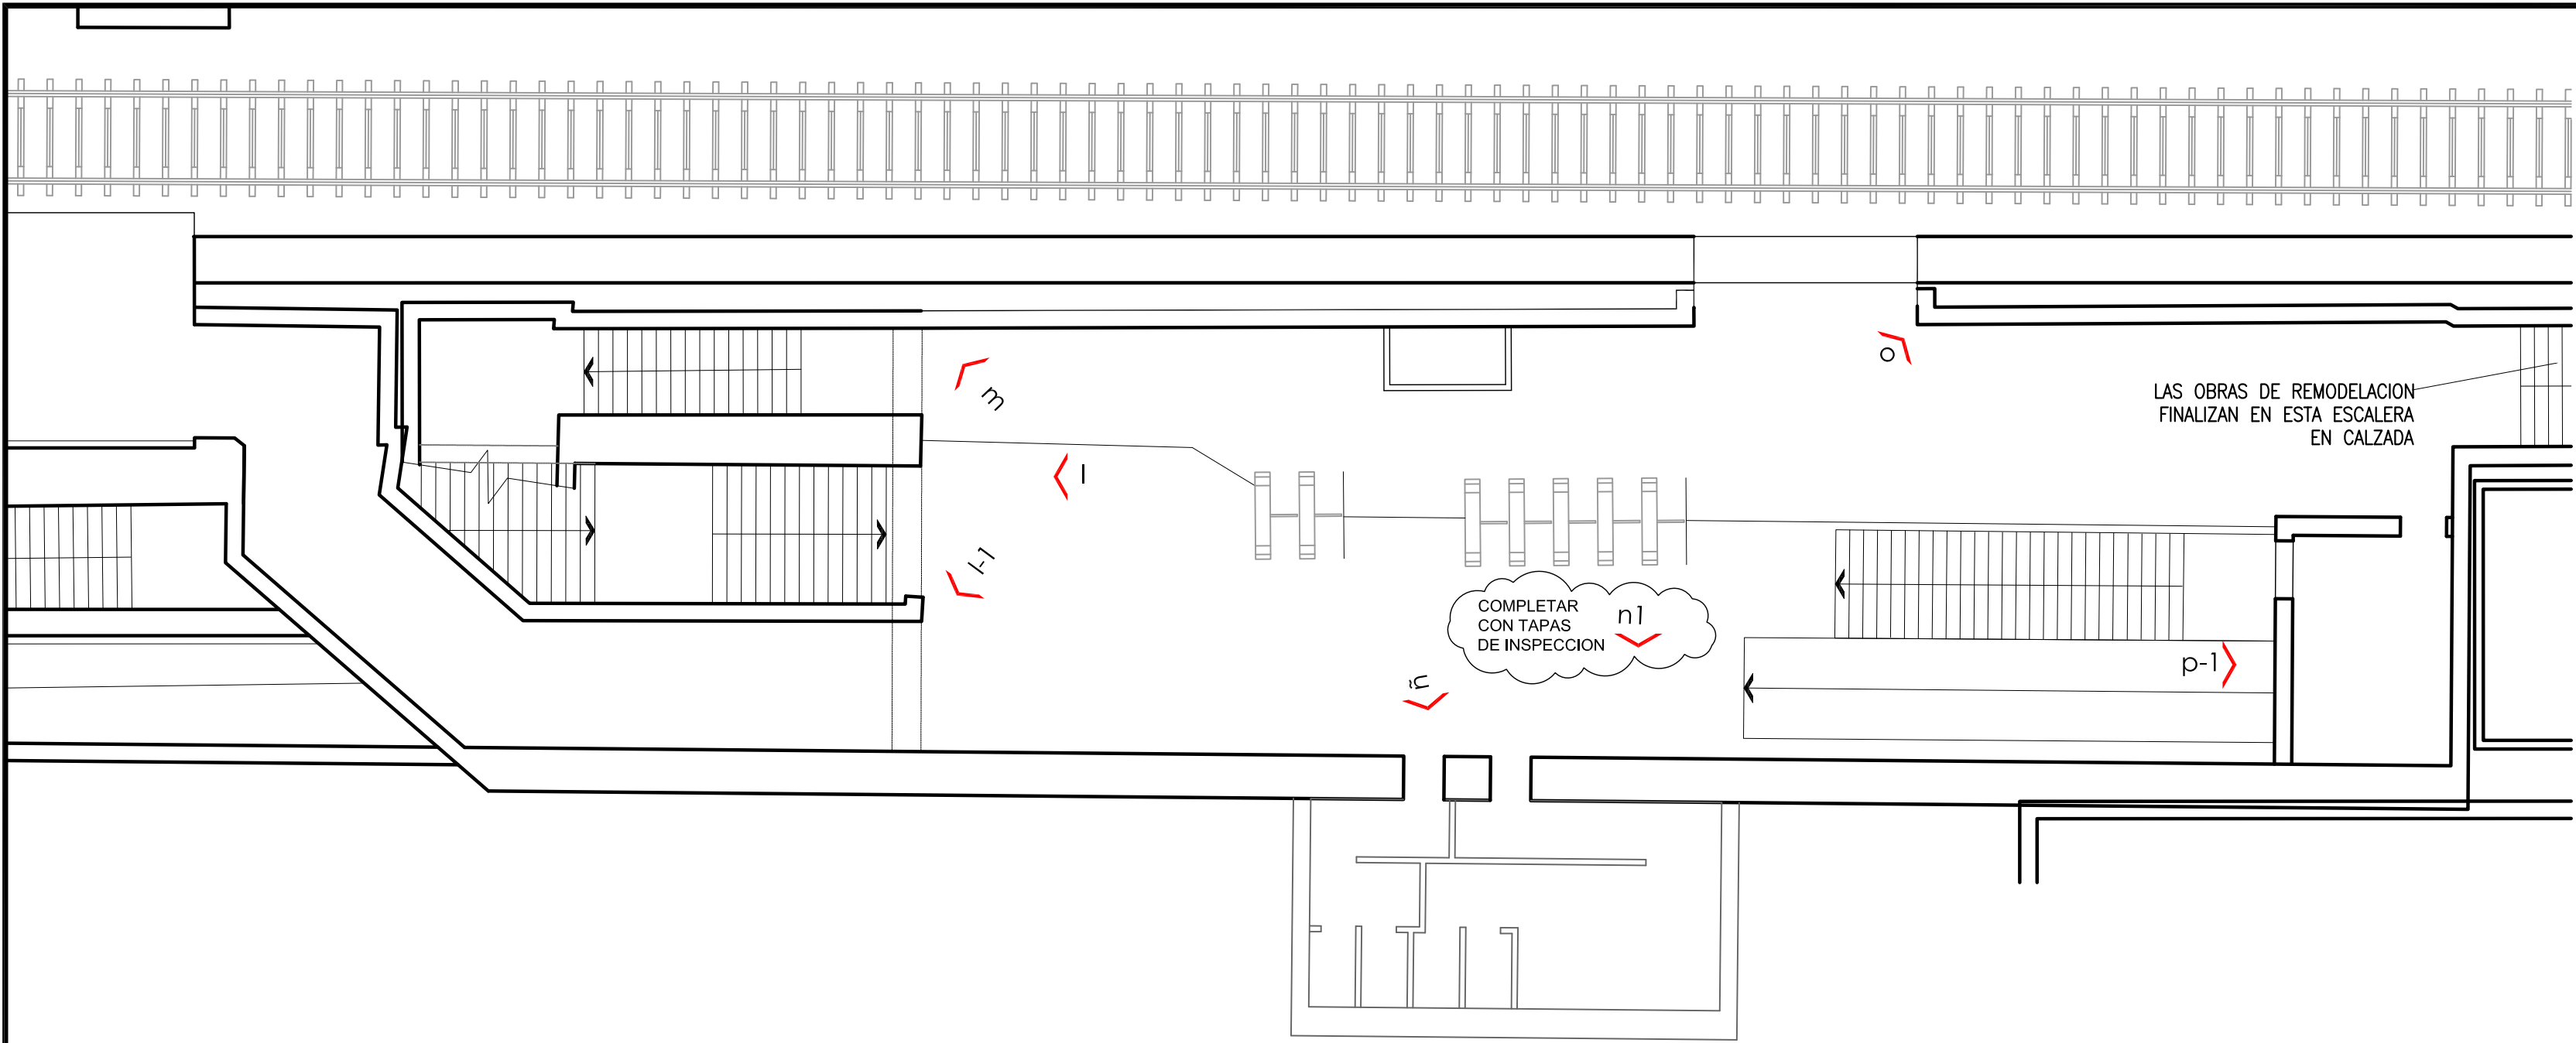 m
l
l-1
o
LAS OBRAS DE REMODELACION
FINALIZAN EN ESTA ESCALERA
EN CALZADA
COMPLETAR
CON TAPAS
DE INSPECCION
n1
ñ
p-1